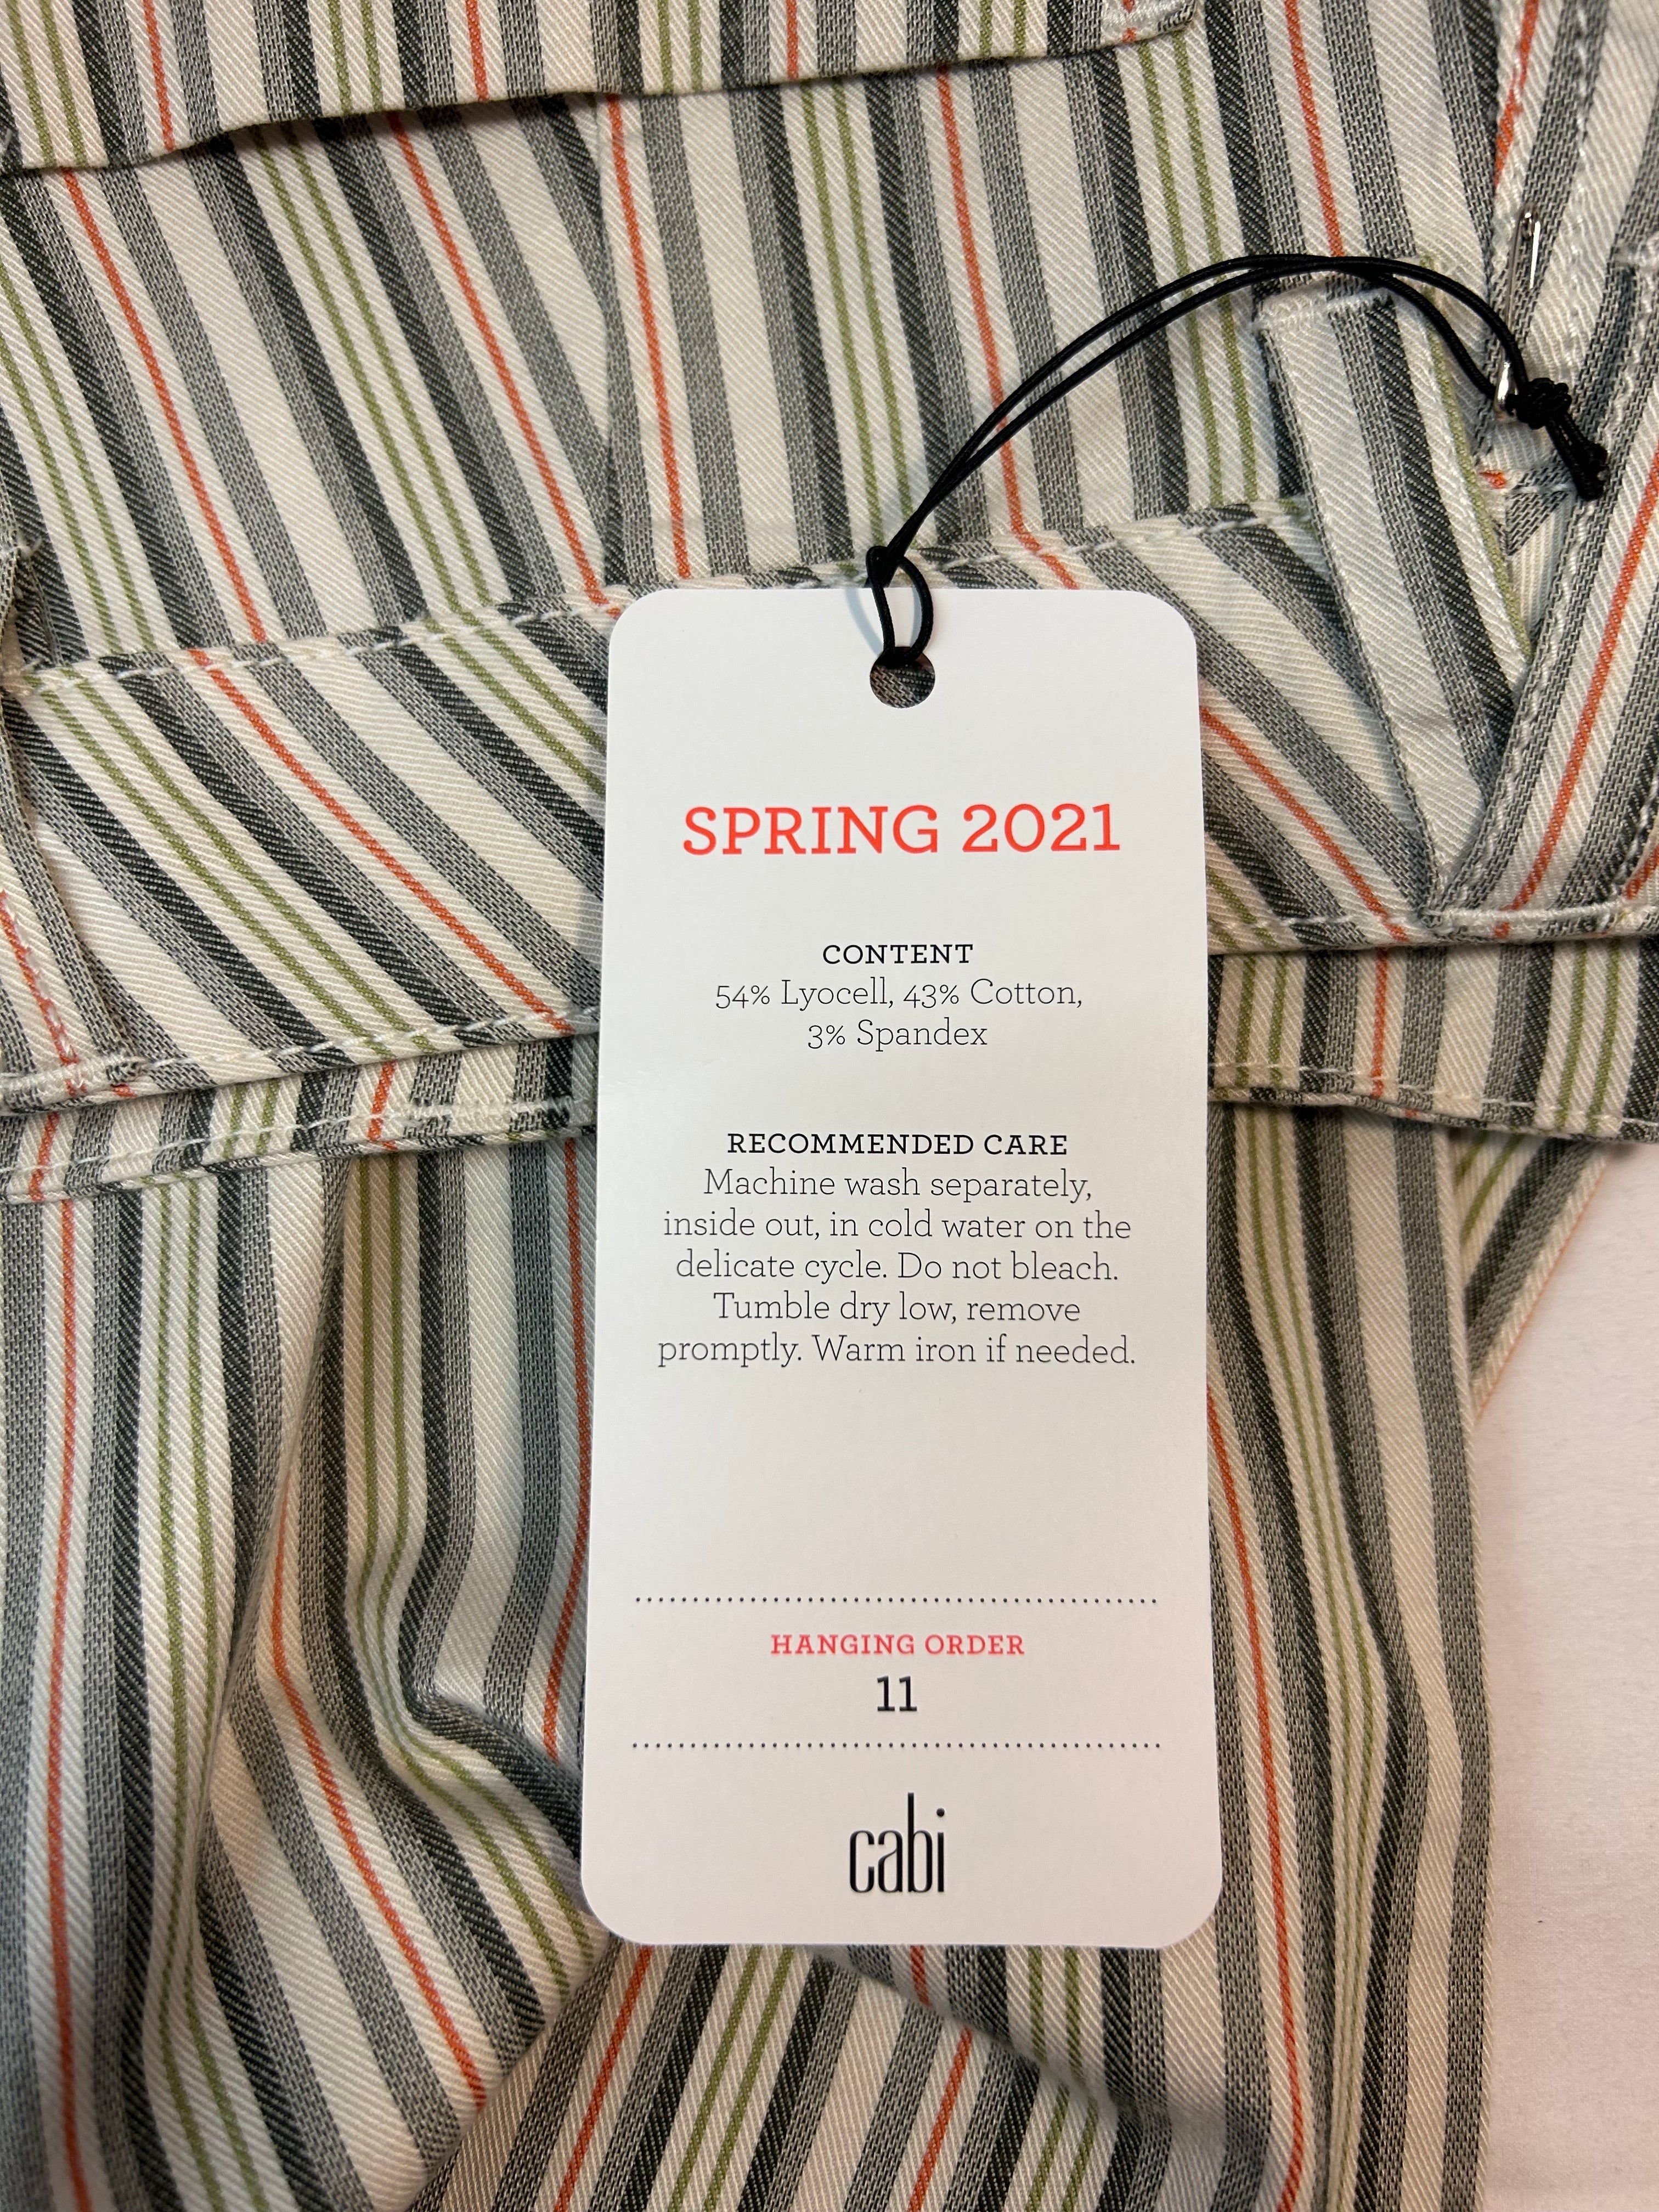 SPRING 2021
CONTENT
54% Lyocell, 43% Cotton,
3% Spandex
RECOMMENDED CARE
Machine wash separately,
inside out, in cold water on the
delicate cycle. Do not bleach.
Tumble dry low, remove
promptly. Warm iron if needed.
HANGING ORDER
11
cabi